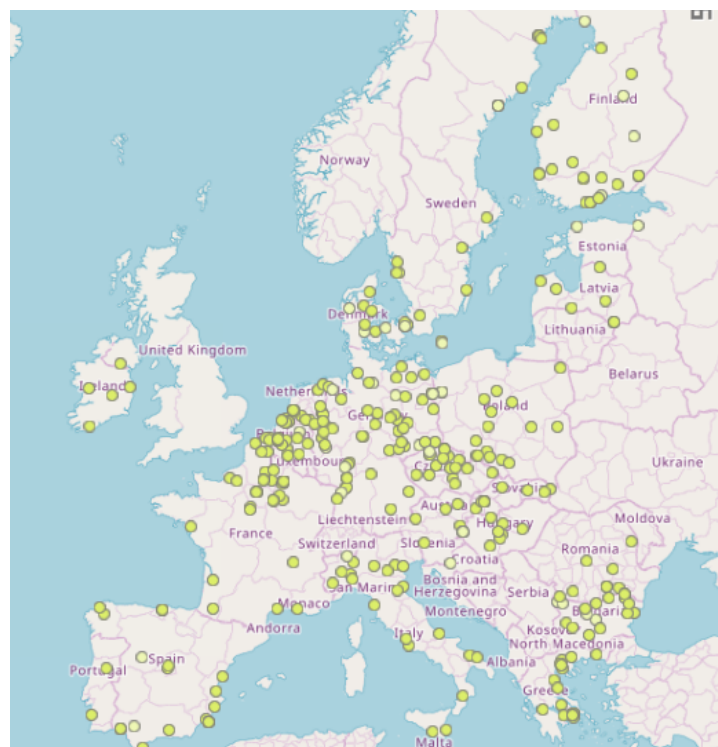 Finland
Norway
Sweden
Estonia
Latvia
Denmark
Lithuania
United Kingdom
Ireland
Belarus
Netherlands
Poland
Germany
Belgium
Luxembourg
Ukraine
Slovakia
Austria
Liechtenstein
Hungary
Moldova
France
Switzerland
Slovenia
Romania
Croatia
San Marino
Bosnia and
Herzegovina
Serbia
Monaco
Montenegro
Bulgaria
Andorra
Italy
Kosovo
North Macedonia
Portugal
Spain
Albania
Greece
Malta